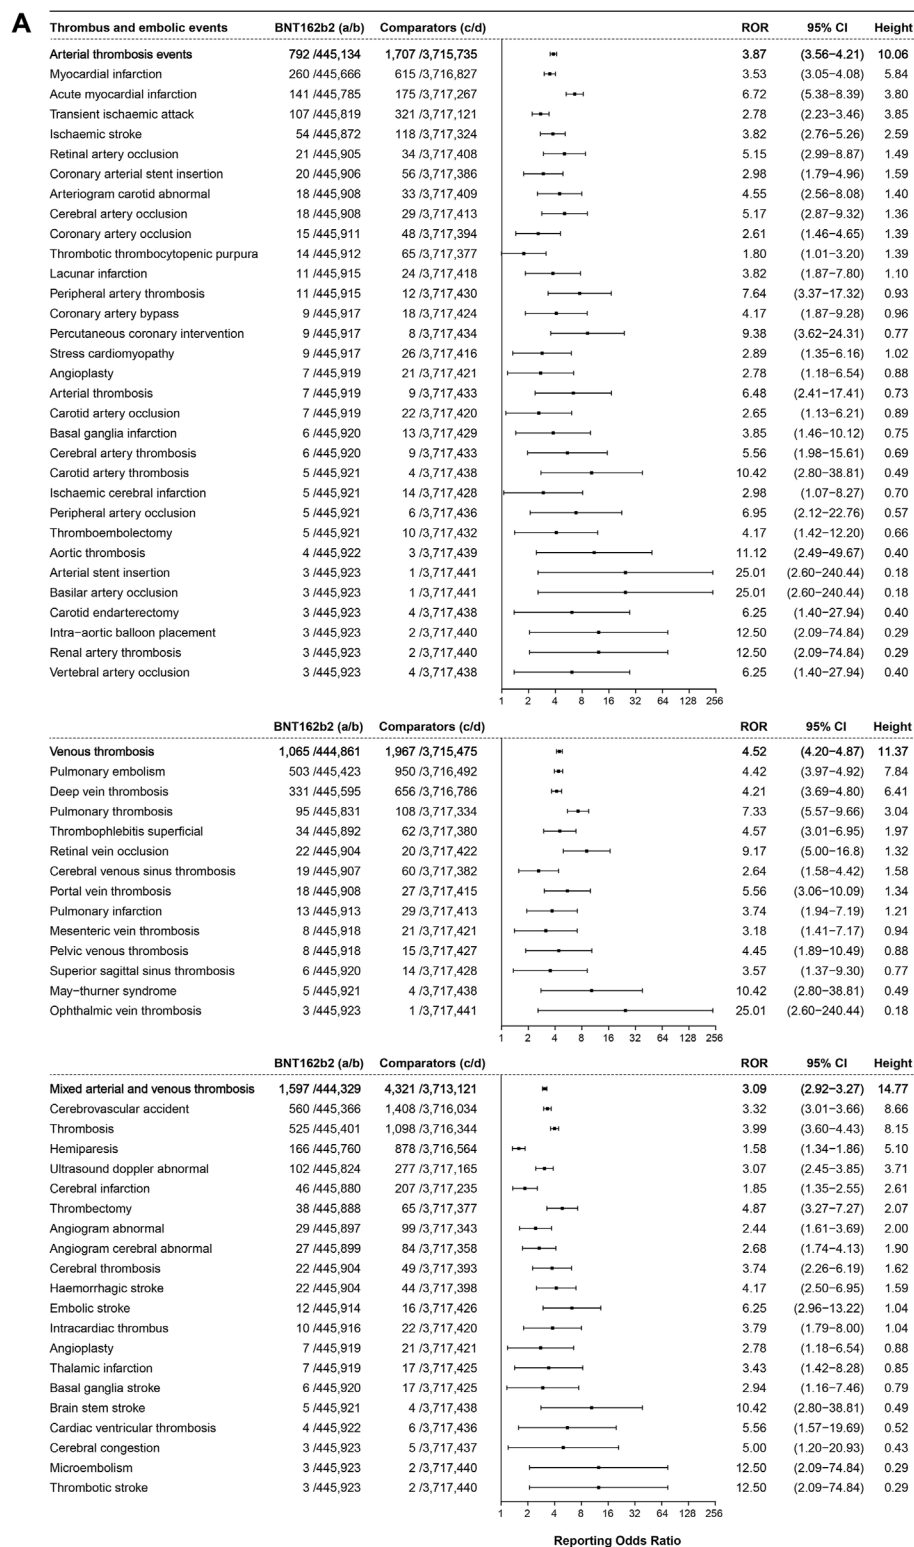 A
Thrombus and embolic events BNT162b2 (a/b) Comparators (c/d) ROR 95% CI Height
Arterial thrombosis events 792 /445,134 1,707 /3,715,735 3.87 (3.56−4.21) 10.06
Myocardial infarction 260 /445,666 615 /3,716,827 3.53 (3.05−4.08) 5.84
Acute myocardial infarction 141 /445,785 175 /3,717,267 6.72 (5.38−8.39) 3.80
Transient ischaemic attack 107 /445,819 321 /3,717,121 2.78 (2.23−3.46) 3.85
Ischaemic stroke 54 /445,872 118 /3,717,324 3.82 (2.76−5.26) 2.59
Retinal artery occlusion 21 /445,905 34 /3,717,408 5.15 (2.99−8.87) 1.49
Coronary arterial stent insertion 20 /445,906 56 /3,717,386 2.98 (1.79−4.96) 1.59
Arteriogram carotid abnormal 18 /445,908 33 /3,717,409 4.55 (2.56−8.08) 1.40
Cerebral artery occlusion 18 /445,908 29 /3,717,413 5.17 (2.87−9.32) 1.36
Coronary artery occlusion 15 /445,911 48 /3,717,394 2.61 (1.46−4.65) 1.39
Thrombotic thrombocytopenic purpura 14 /445,912 65 /3,717,377 1.80 (1.01−3.20) 1.39
Lacunar infarction 11 /445,915 24 /3,717,418 3.82 (1.87−7.80) 1.10
Peripheral artery thrombosis 11 /445,915 12 /3,717,430 7.64 (3.37−17.32) 0.93
Coronary artery bypass 9 /445,917 18 /3,717,424 4.17 (1.87−9.28) 0.96
Percutaneous coronary intervention 9 /445,917 8 /3,717,434 9.38 (3.62−24.31) 0.77
Stress cardiomyopathy 9 /445,917 26 /3,717,416 2.89 (1.35−6.16) 1.02
Angioplasty 7 /445,919 21 /3,717,421 2.78 (1.18−6.54) 0.88
Arterial thrombosis 7 /445,919 9 /3,717,433 6.48 (2.41−17.41) 0.73
Carotid artery occlusion 7 /445,919 22 /3,717,420 2.65 (1.13−6.21) 0.89
Basal ganglia infarction 6 /445,920 13 /3,717,429 3.85 (1.46−10.12) 0.75
Cerebral artery thrombosis 6 /445,920 9 /3,717,433 5.56 (1.98−15.61) 0.69
Carotid artery thrombosis 5 /445,921 4 /3,717,438 10.42 (2.80−38.81) 0.49
Ischaemic cerebral infarction 5 /445,921 14 /3,717,428 2.98 (1.07−8.27) 0.70
Peripheral artery occlusion 5 /445,921 6 /3,717,436 6.95 (2.12−22.76) 0.57
Thromboembolectomy 5 /445,921 10 /3,717,432 4.17 (1.42−12.20) 0.66
Aortic thrombosis 4 /445,922 3 /3,717,439 11.12 (2.49−49.67) 0.40
Arterial stent insertion 3 /445,923 1 /3,717,441 25.01 (2.60−240.44) 0.18
Basilar artery occlusion 3 /445,923 1 /3,717,441 25.01 (2.60−240.44) 0.18
Carotid endarterectomy 3 /445,923 4 /3,717,438 6.25 (1.40−27.94) 0.40
Intra−aortic balloon placement 3 /445,923 2 /3,717,440 12.50 (2.09−74.84) 0.29
Renal artery thrombosis 3 /445,923 2 /3,717,440 12.50 (2.09−74.84) 0.29
Vertebral artery occlusion 3 /445,923 4 /3,717,438 6.25 (1.40−27.94) 0.40
1 2 4 8 16 32 64 128 256
BNT162b2 (a/b) Comparators (c/d) ROR 95% CI Height
Venous thrombosis 1,065 /444,861 1,967 /3,715,475 4.52 (4.20−4.87) 11.37
Pulmonary embolism 503 /445,423 950 /3,716,492 4.42 (3.97−4.92) 7.84
Deep vein thrombosis 331 /445,595 656 /3,716,786 4.21 (3.69−4.80) 6.41
Pulmonary thrombosis 95 /445,831 108 /3,717,334 7.33 (5.57−9.66) 3.04
Thrombophlebitis superficial 34 /445,892 62 /3,717,380 4.57 (3.01−6.95) 1.97
Retinal vein occlusion 22 /445,904 20 /3,717,422 9.17 (5.00−16.8) 1.32
Cerebral venous sinus thrombosis 19 /445,907 60 /3,717,382 2.64 (1.58−4.42) 1.58
Portal vein thrombosis 18 /445,908 27 /3,717,415 5.56 (3.06−10.09) 1.34
Pulmonary infarction 13 /445,913 29 /3,717,413 3.74 (1.94−7.19) 1.21
Mesenteric vein thrombosis 8 /445,918 21 /3,717,421 3.18 (1.41−7.17) 0.94
Pelvic venous thrombosis 8 /445,918 15 /3,717,427 4.45 (1.89−10.49) 0.88
Superior sagittal sinus thrombosis 6 /445,920 14 /3,717,428 3.57 (1.37−9.30) 0.77
May−thurner syndrome 5 /445,921 4 /3,717,438 10.42 (2.80−38.81) 0.49
Ophthalmic vein thrombosis 3 /445,923 1 /3,717,441 25.01 (2.60−240.44) 0.18
1 2 4 8 16 32 64 128 256
BNT162b2 (a/b) Comparators (c/d) ROR 95% CI Height
Mixed arterial and venous thrombosis 1,597 /444,329 4,321 /3,713,121 3.09 (2.92−3.27) 14.77
Cerebrovascular accident 560 /445,366 1,408 /3,716,034 3.32 (3.01−3.66) 8.66
Thrombosis 525 /445,401 1,098 /3,716,344 3.99 (3.60−4.43) 8.15
Hemiparesis 166 /445,760 878 /3,716,564 1.58 (1.34−1.86) 5.10
Ultrasound doppler abnormal 102 /445,824 277 /3,717,165 3.07 (2.45−3.85) 3.71
Cerebral infarction 46 /445,880 207 /3,717,235 1.85 (1.35−2.55) 2.61
Thrombectomy 38 /445,888 65 /3,717,377 4.87 (3.27−7.27) 2.07
Angiogram abnormal 29 /445,897 99 /3,717,343 2.44 (1.61−3.69) 2.00
Angiogram cerebral abnormal 27 /445,899 84 /3,717,358 2.68 (1.74−4.13) 1.90
Cerebral thrombosis 22 /445,904 49 /3,717,393 3.74 (2.26−6.19) 1.62
Haemorrhagic stroke 22 /445,904 44 /3,717,398 4.17 (2.50−6.95) 1.59
Embolic stroke 12 /445,914 16 /3,717,426 6.25 (2.96−13.22) 1.04
Intracardiac thrombus 10 /445,916 22 /3,717,420 3.79 (1.79−8.00) 1.04
Angioplasty 7 /445,919 21 /3,717,421 2.78 (1.18−6.54) 0.88
Thalamic infarction 7 /445,919 17 /3,717,425 3.43 (1.42−8.28) 0.85
Basal ganglia stroke 6 /445,920 17 /3,717,425 2.94 (1.16−7.46) 0.79
Brain stem stroke 5 /445,921 4 /3,717,438 10.42 (2.80−38.81) 0.49
Cardiac ventricular thrombosis 4 /445,922 6 /3,717,436 5.56 (1.57−19.69) 0.52
Cerebral congestion 3 /445,923 5 /3,717,437 5.00 (1.20−20.93) 0.43
Microembolism 3 /445,923 2 /3,717,440 12.50 (2.09−74.84) 0.29
Thrombotic stroke 3 /445,923 2 /3,717,440 12.50 (2.09−74.84) 0.29
1 2 4 8 16 32 64 128 256
Reporting Odds Ratio